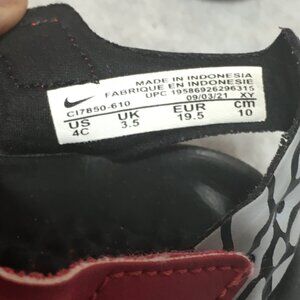 MADE IN INDONESIA
FABRIQUE EN INDONESIE
UPC 19586926296315
CI7850-610 09/03/21 XY
US UK EUR cm
4C 3.5 19.5 10